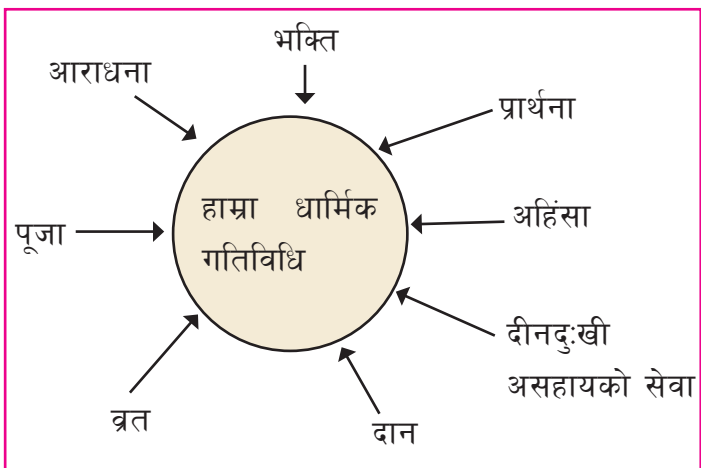 भक्ति
आराधना
प्रार्थना
हाम्रा धार्मिक
गतिविधि
पूजा
अहिंसा
दीनदुःखी
असहायको सेवा
व्रत
दान